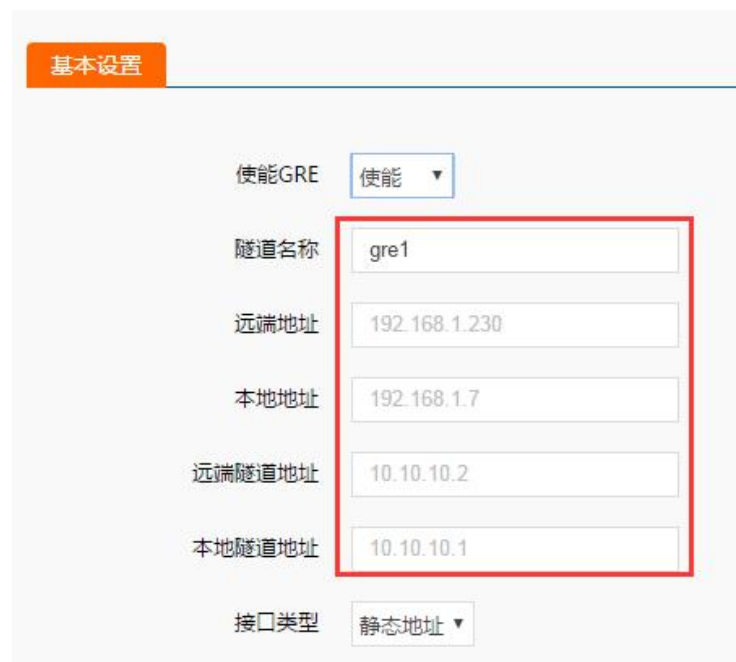 基本设置
使能GRE 使能
隧道名称 gre1
远端地址 192.168.1.230
本地地址 192.168.1.7
远端隧道地址 10.10.10.2
本地隧道地址 10.10.10.1
接口类型 静态地址